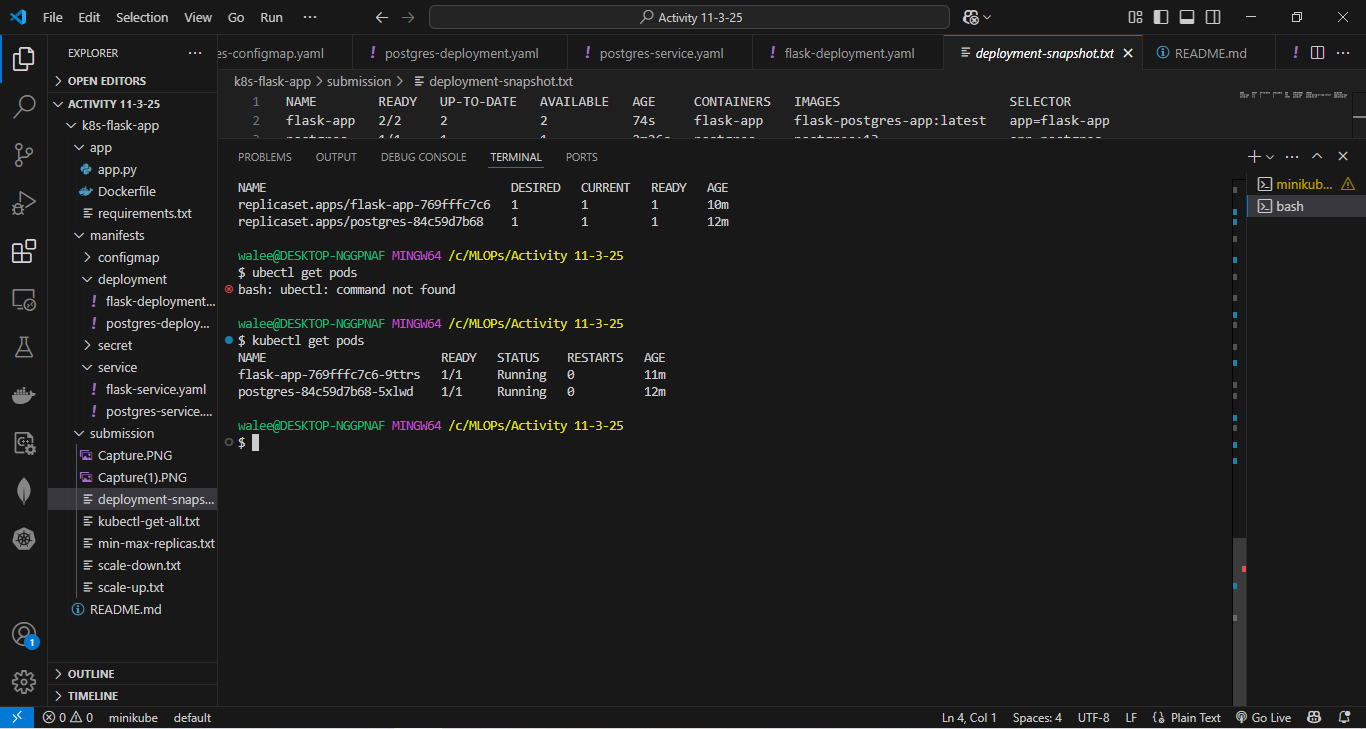 File Edit Selection View Go Run ··· Activity 11-3-25
EXPLORER ···
OPEN EDITORS
ACTIVITY 11-3-25
k8s-flask-app
app
app.py
Dockerfile
requirements.txt
manifests
configmap
deployment
! flask-deployment...
! postgres-deploy...
secret
service
! flask-service.yaml
! postgres-service....
submission
Capture.PNG
Capture(1).PNG
deployment-snaps...
kubectl-get-all.txt
min-max-replicas.txt
scale-down.txt
scale-up.txt
README.md
OUTLINE
TIMELINE
es-configmap.yaml ! postgres-deployment.yaml ! postgres-service.yaml ! flask-deployment.yaml deployment-snapshot.txt README.md ! ···
k8s-flask-app > submission > deployment-snapshot.txt
1 NAME READY UP-TO-DATE AVAILABLE AGE CONTAINERS IMAGES SELECTOR
2 flask-app 2/2 2 2 74s flask-app flask-postgres-app:latest app=flask-app
PROBLEMS OUTPUT DEBUG CONSOLE TERMINAL PORTS
NAME DESIRED CURRENT READY AGE
replicaset.apps/flask-app-769fffc7c6 1 1 1 10m
replicaset.apps/postgres-84c59d7b68 1 1 1 12m
walee@DESKTOP-NGGPNAF MINGW64 /c/MLOPs/Activity 11-3-25
$ ubectl get pods
bash: ubectl: command not found
walee@DESKTOP-NGGPNAF MINGW64 /c/MLOPs/Activity 11-3-25
$ kubectl get pods
NAME READY STATUS RESTARTS AGE
flask-app-769fffc7c6-9ttrs 1/1 Running 0 11m
postgres-84c59d7b68-5xlwd 1/1 Running 0 12m
walee@DESKTOP-NGGPNAF MINGW64 /c/MLOPs/Activity 11-3-25
$
minikub...
bash
1
0 0 minikube default Ln 4, Col 1 Spaces: 4 UTF-8 LF Plain Text Go Live